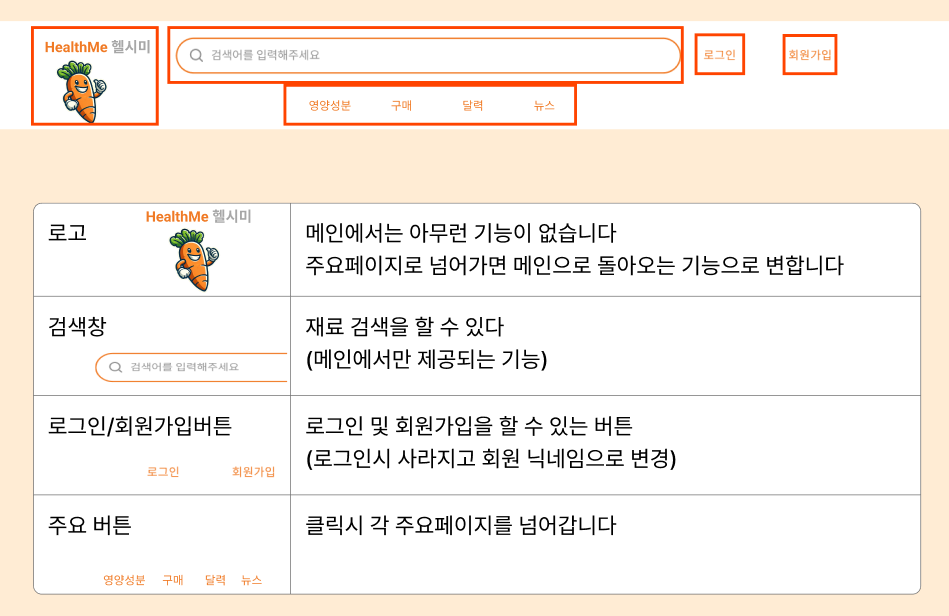 HealthMe 헬시미
검색어를 입력해주세요
로그인
회원가입
영양성분 구매 달력 뉴스
로고
HealthMe 헬시미
메인에서는 아무런 기능이 없습니다
주요페이지로 넘어가면 메인으로 돌아오는 기능으로 변합니다
검색창
검색어를 입력해주세요
재료 검색을 할 수 있다
(메인에서만 제공되는 기능)
로그인/회원가입버튼
로그인 회원가입
로그인 및 회원가입을 할 수 있는 버튼
(로그인시 사라지고 회원 닉네임으로 변경)
주요 버튼
영양성분 구매 달력 뉴스
클릭시 각 주요페이지를 넘어갑니다